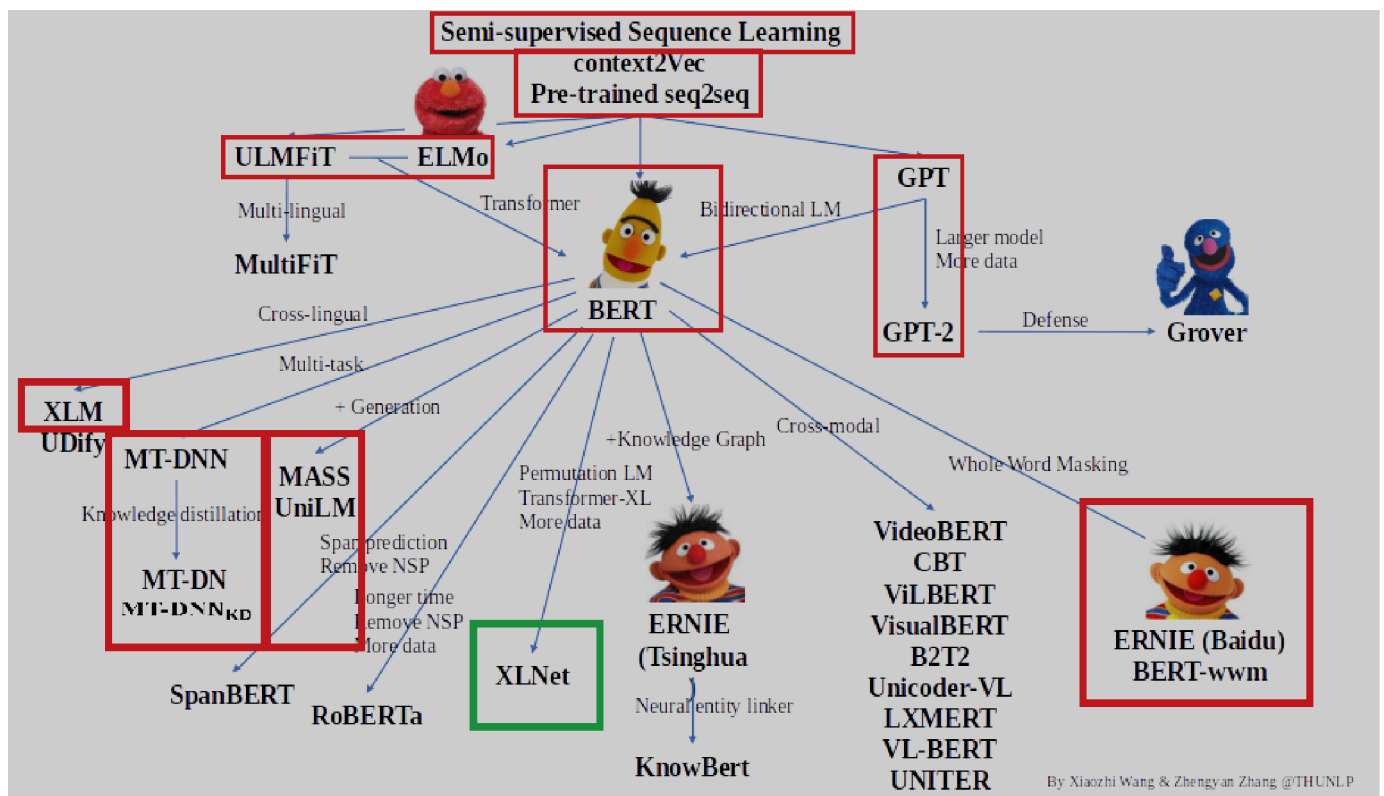 Semi-supervised Sequence Learning
context2Vec
Pre-trained seq2seq
ULMFiT
ELMo
GPT
Multi-lingual
Transformer
Bidirectional LM
Larger model
More data
MultiFiT
BERT
GPT-2
Defense
Grover
Cross-lingual
Multi-task
+ Generation
XLM
UDify
MT-DNN
Knowledge distillation
MT-DN
MT-DNNKD
MASS
UniLM
Span prediction
Remove NSP
Longer time
Remove NSP
More data
Permutation LM
Transformer-XL
More data
+Knowledge Graph
Cross-modal
Whole Word Masking
SpanBERT
RoBERTa
XLNet
ERNIE
(Tsinghua
)
Neural entity linker
KnowBert
VideoBERT
CBT
ViLBERT
VisualBERT
B2T2
Unicoder-VL
LXMERT
VL-BERT
UNITER
ERNIE (Baidu)
BERT-wwm
By Xiaozhi Wang & Zhengyan Zhang @THUNLP